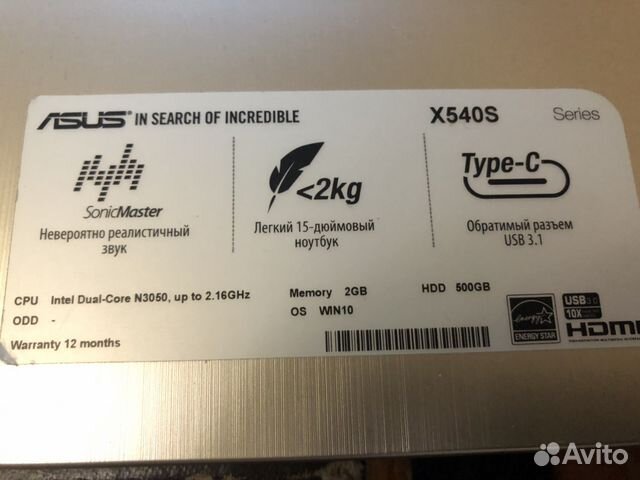 ASUS IN SEARCH OF INCREDIBLE
X540S Series
SonicMaster
Невероятно реалистичный
звук
<2kg
Легкий 15-дюймовый
ноутбук
Type-C
Обратимый разъем
USB 3.1
CPU Intel Dual-Core N3050, up to 2.16GHz
Memory 2GB
HDD 500GB
ODD -
OS WIN10
Warranty 12 months
energy
ENERGY STAR
USB 3.0
10X
HDMI
Avito